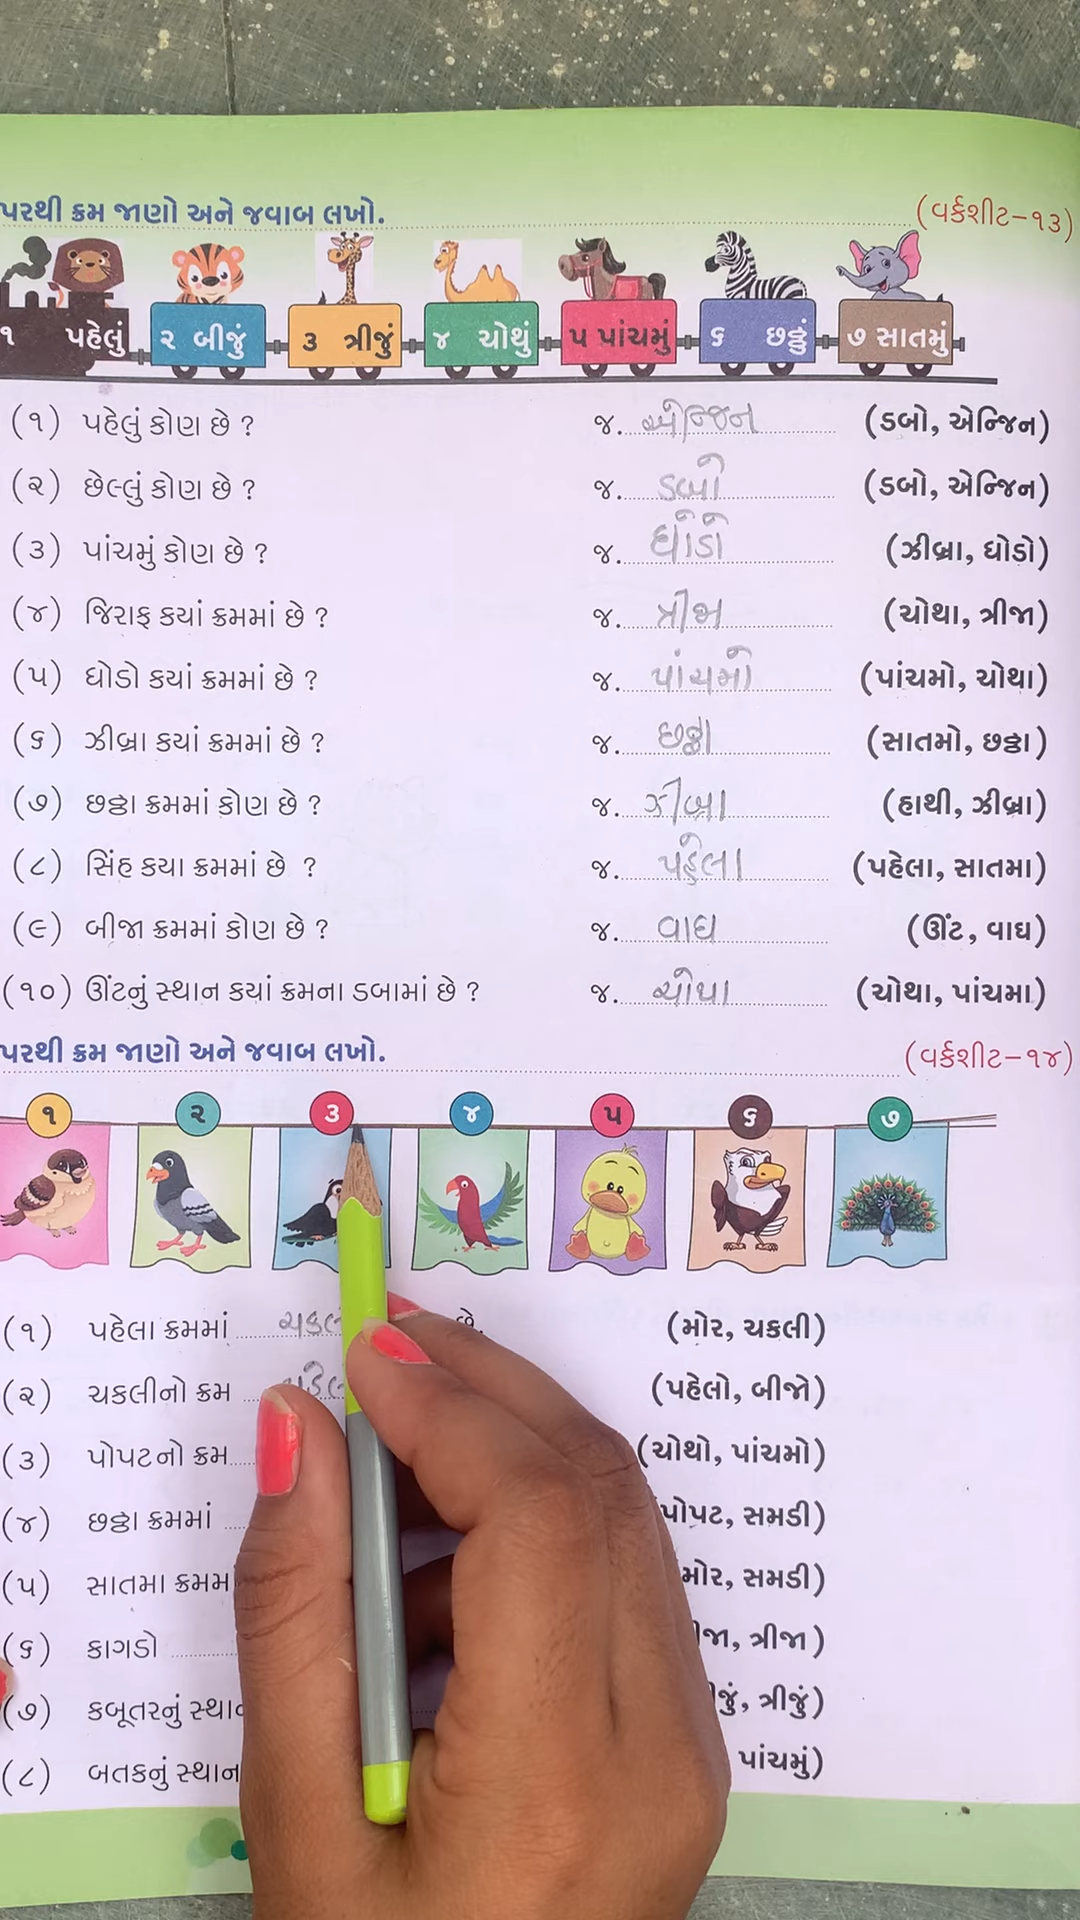 પરથી ક્રમ જાણો અને જવાબ લખો. (વર્કશીટ-૧૩)
૧ પહેલું ૨ બીજું ૩ ત્રીજું ૪ ચોથું ૫ પાંચમું ૬ છઠ્ઠું ૭ સાતમું
(૧) પહેલું કોણ છે ? જ. એન્જિન (ડબો, એન્જિન)
(૨) છેલ્લું કોણ છે ? જ. ડબો (ડબો, એન્જિન)
(૩) પાંચમું કોણ છે ? જ. ઘોડો (ઝીબ્રા, ઘોડો)
(૪) જિરાફ કયાં ક્રમમાં છે ? જ. ત્રીજા (ચોથા, ત્રીજા)
(૫) ઘોડો કયાં ક્રમમાં છે ? જ. પાંચમો (પાંચમો, ચોથા)
(૬) ઝીબ્રા કયાં ક્રમમાં છે ? જ. છઠ્ઠા (સાતમો, છઠ્ઠા)
(૭) છઠ્ઠા ક્રમમાં કોણ છે ? જ. ઝીબ્રા (હાથી, ઝીબ્રા)
(૮) સિંહ કયા ક્રમમાં છે ? જ. પહેલા (પહેલા, સાતમા)
(૯) બીજા ક્રમમાં કોણ છે ? જ. વાઘ (ઊંટ, વાઘ)
(૧૦) ઊંટનું સ્થાન કયાં ક્રમના ડબામાં છે ? જ. ચોથા (ચોથા, પાંચમા)
પરથી ક્રમ જાણો અને જવાબ લખો. (વર્કશીટ-૧૪)
૧ ૨ ૩ ૪ ૫ ૬ ૭
(૧) પહેલા ક્રમમાં છે. (મોર, ચકલી)
(૨) ચકલીનો ક્રમ (પહેલો, બીજો)
(૩) પોપટનો ક્રમ (ચોથો, પાંચમો)
(૪) છઠ્ઠા ક્રમમાં પોપટ, સમડી)
(૫) સાતમા મોર, સમડી)
(૬) કાગડો ત્રીજા)
(૭) કબૂતરનું ત્રીજું)
(૮) બતકનું સ્થાન પાંચમું)